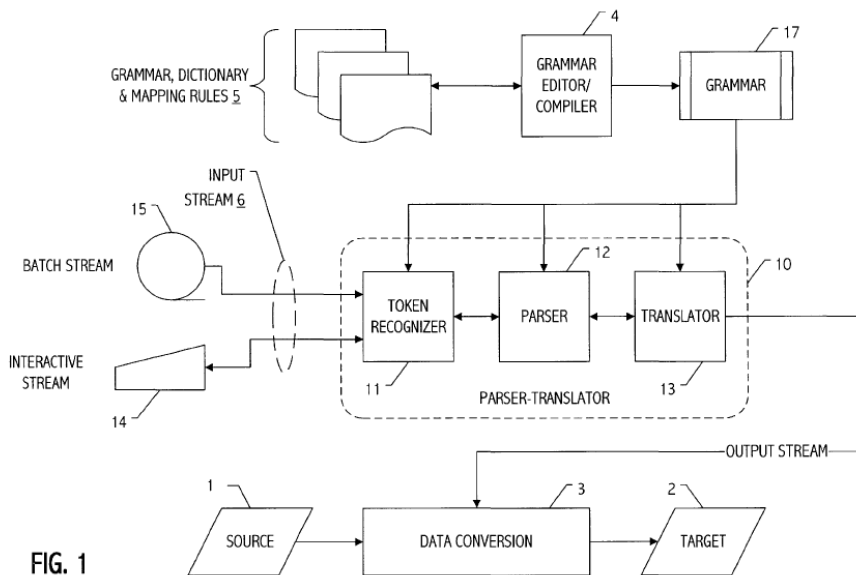 4
17
GRAMMAR, DICTIONARY
& MAPPING RULES 5
GRAMMAR
EDITOR/
COMPILER
GRAMMAR
INPUT
STREAM 6
15
BATCH STREAM
12
10
TOKEN
RECOGNIZER
PARSER
TRANSLATOR
INTERACTIVE
STREAM
14
11
13
PARSER-TRANSLATOR
OUTPUT STREAM
1
3
2
SOURCE
DATA CONVERSION
TARGET
FIG. 1